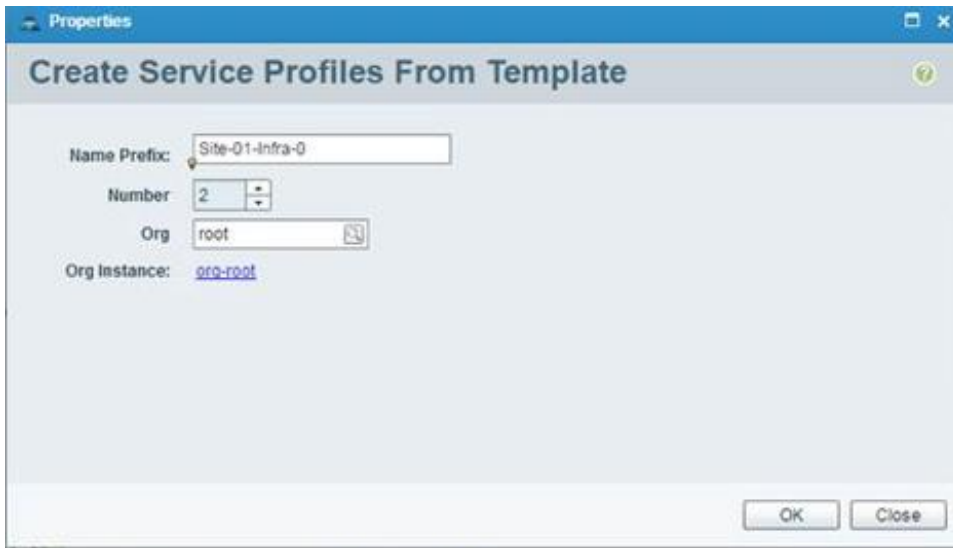 Properties
Create Service Profiles From Template
Name Prefix: Site-01-Infra-0
Number 2
Org root
Org Instance: org-root
OK Close